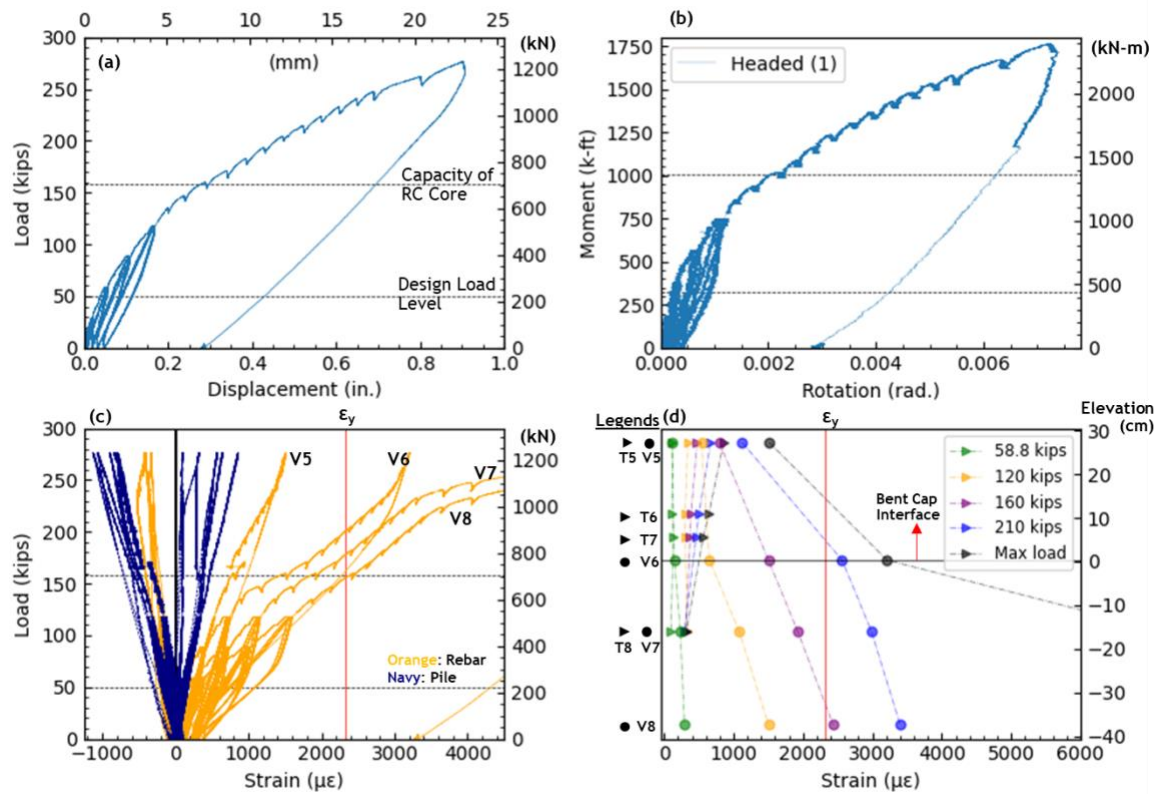 0 5 10 15 20 25
(mm)
(kN)
(a)
300
250
200
150
100
50
0
Load (kips)
1200
1000
800
600
400
200
0
Capacity of
RC Core
Design Load
Level
0.0 0.2 0.4 0.6 0.8 1.0
Displacement (in.)
(b)
(kN-m)
Headed (1)
1750
1500
1250
1000
750
500
250
0
Moment (k-ft)
2000
1500
1000
500
0
0.000 0.002 0.004 0.006
Rotation (rad.)
(c)
εy
(kN)
300
250
200
150
100
50
0
Load (kips)
V5
V6
V7
V8
1200
1000
800
600
400
200
0
Orange: Rebar
Navy: Pile
−1000 0 1000 2000 3000 4000
Strain (με)
Legends
(d)
εy
Elevation
(cm)
T5 V5
T6
T7
V6
T8 V7
V8
58.8 kips
120 kips
160 kips
210 kips
Max load
Bent Cap
Interface
30
20
10
0
−10
−20
−30
−40
0 1000 2000 3000 4000 5000 6000
Strain (με)